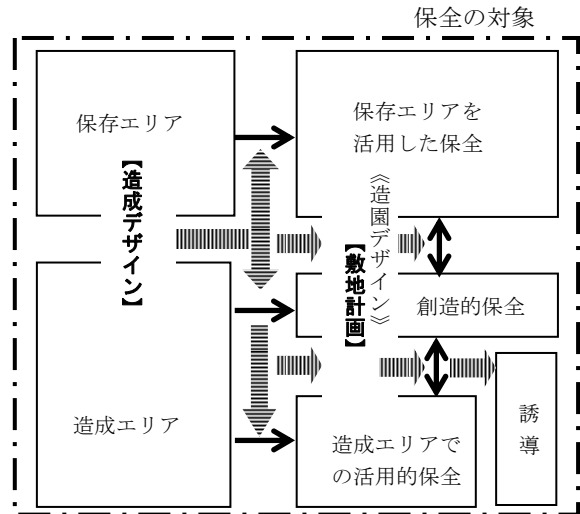 保全の対象
保存エリア
保存エリアを
活用した保全
【造成デザイン】
《造園デザイン》
【敷地計画】
創造的保全
造成エリア
造成エリアで
の活用的保全
誘導